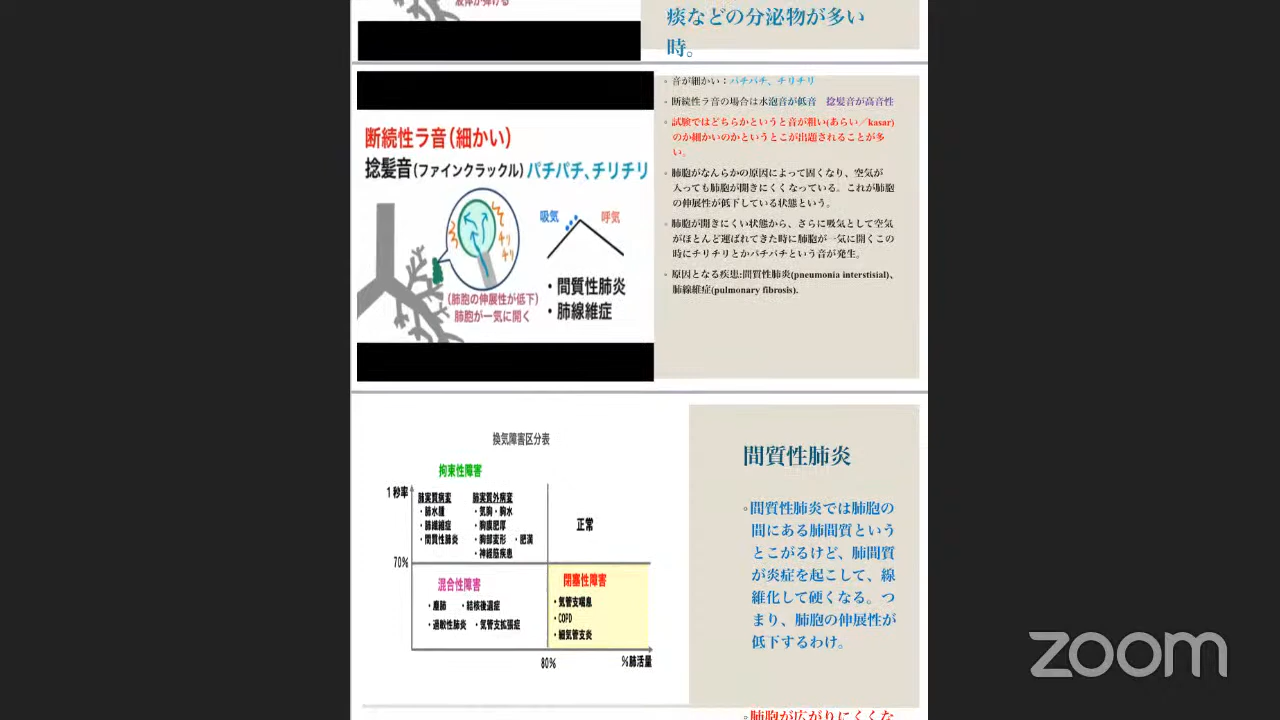 液体が弾ける
痰などの分泌物が多い
時。
断続性ラ音(細かい)
捻髪音(ファインクラックル)パチパチ、チリチリ
吸気
呼気
チリ
チリ
(肺胞の伸展性が低下)
肺胞が一気に開く
・間質性肺炎
・肺線維症
音が細かい：パチパチ、チリチリ
断続性ラ音の場合は水泡音が低音 捻髪音が高音性
試験ではどちらかというと音が粗い(あらい／kasar)
のか細かいのかというとこが出題されることが多
い。
肺胞がなんらかの原因によって固くなり、空気が
入っても肺胞が開きにくくなっている。これが肺胞
の伸展性が低下している状態という。
肺胞が開きにくい状態から、さらに吸気として空気
がほとんど運ばれてきた時に肺胞が一気に開くこの
時にチリチリとかパチパチという音が発生。
原因となる疾患:間質性肺炎(pneumonia interstisial)、
肺線維症(pulmonary fibrosis).
換気障害区分表
拘束性障害
1秒率
肺実質病変
・肺水腫
・肺繊維症
・間質性肺炎
肺実質外病変
・気胸・胸水
・胸膜肥厚
・胸部変形 ・肥満
・神経筋疾患
正常
70%
混合性障害
・塵肺 ・結核後遺症
・過敏性肺炎 ・気管支拡張症
閉塞性障害
・気管支喘息
・COPD
・細気管支炎
80%
%肺活量
間質性肺炎
間質性肺炎では肺胞の
間にある肺間質という
とこがるけど、肺間質
が炎症を起こして、線
維化して硬くなる。つ
まり、肺胞の伸展性が
低下するわけ。
肺胞が広がりにくくな
zoom